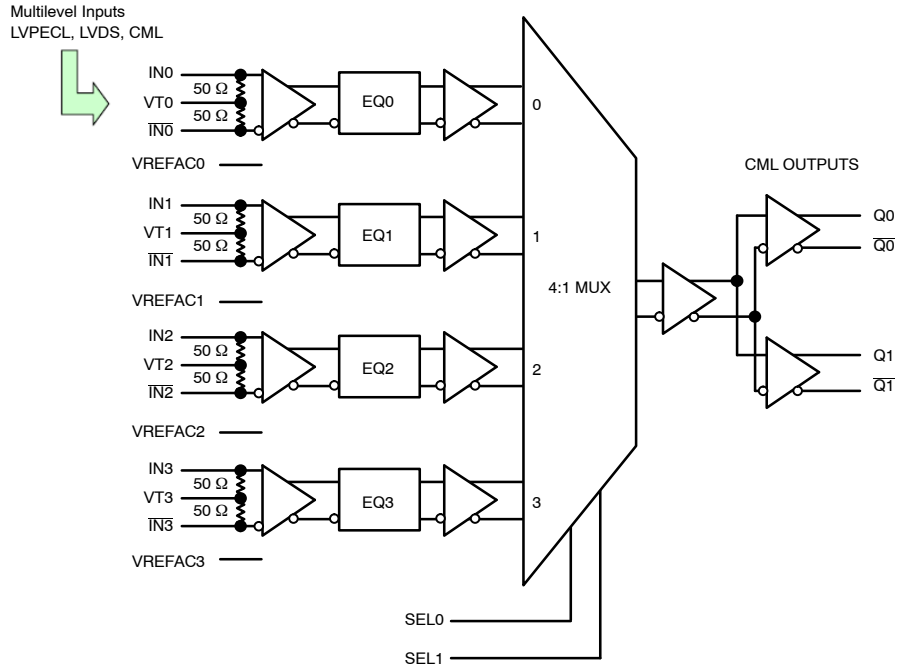 Multilevel Inputs
LVPECL, LVDS, CML
IN0
50 Ω
VT0
50 Ω
IN0
VREFAC0
EQ0
0
IN1
50 Ω
VT1
50 Ω
IN1
VREFAC1
EQ1
1
IN2
50 Ω
VT2
50 Ω
IN2
VREFAC2
EQ2
2
IN3
50 Ω
VT3
50 Ω
IN3
VREFAC3
EQ3
3
4:1 MUX
SEL0
SEL1
CML OUTPUTS
Q0
Q0
Q1
Q1